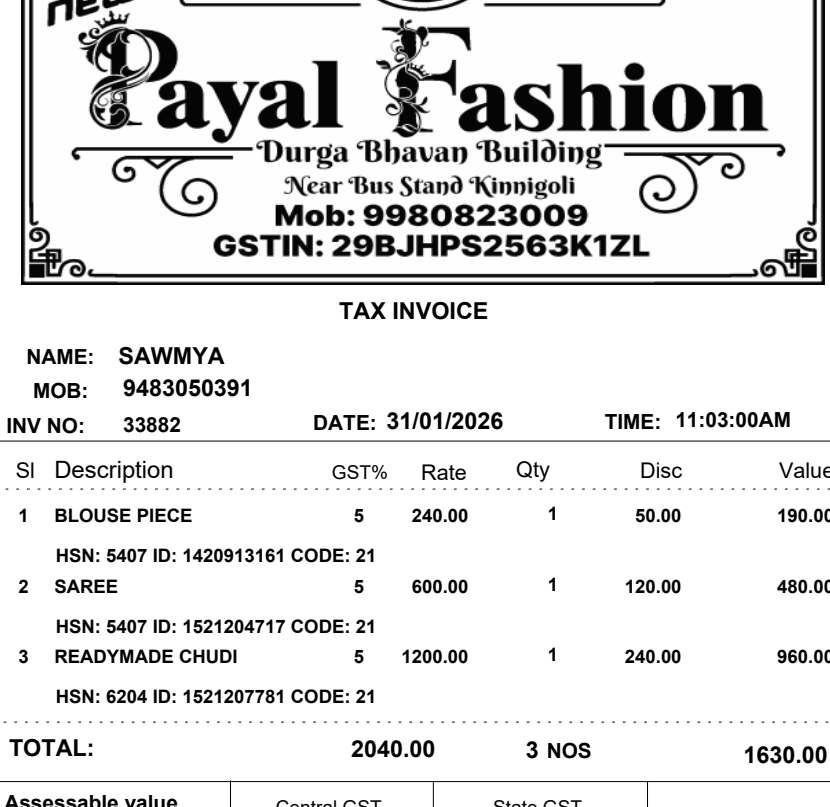 new
Payal Fashion
Durga Bhavan Building
Near Bus Stand Kinnigoli
Mob: 9980823009
GSTIN: 29BJHPS2563K1ZL
TAX INVOICE
NAME: SAWMYA
MOB: 9483050391
INV NO: 33882 DATE: 31/01/2026 TIME: 11:03:00AM
Sl Description GST% Rate Qty Disc Value
1 BLOUSE PIECE 5 240.00 1 50.00 190.00
HSN: 5407 ID: 1420913161 CODE: 21
2 SAREE 5 600.00 1 120.00 480.00
HSN: 5407 ID: 1521204717 CODE: 21
3 READYMADE CHUDI 5 1200.00 1 240.00 960.00
HSN: 6204 ID: 1521207781 CODE: 21
TOTAL: 2040.00 3 NOS 1630.00
Assessable value Central GST State GST